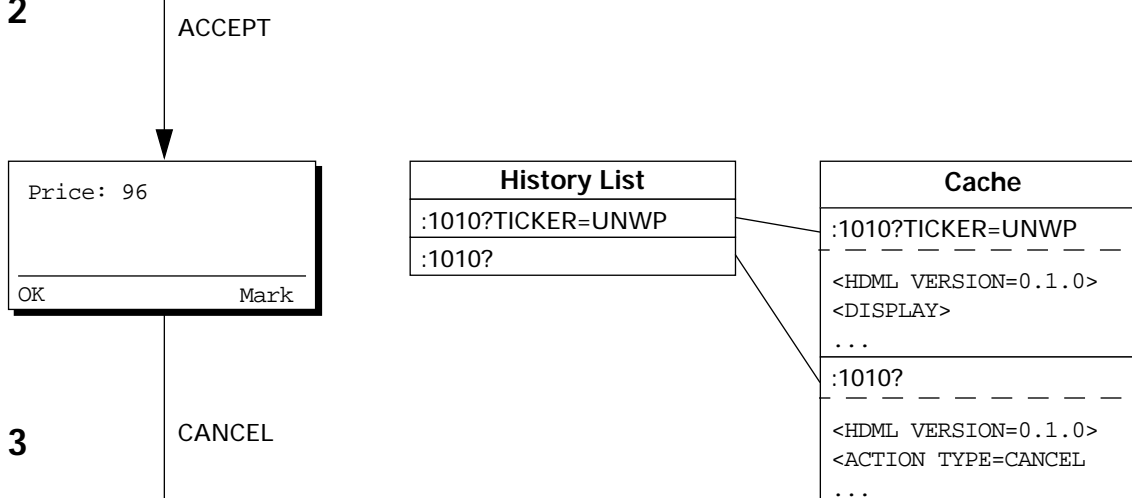 2
ACCEPT
Price: 96
OK Mark
History List
:1010?TICKER=UNWP
:1010?
Cache
:1010?TICKER=UNWP
<HDML VERSION=0.1.0>
<DISPLAY>
...
:1010?
<HDML VERSION=0.1.0>
<ACTION TYPE=CANCEL
...
3
CANCEL